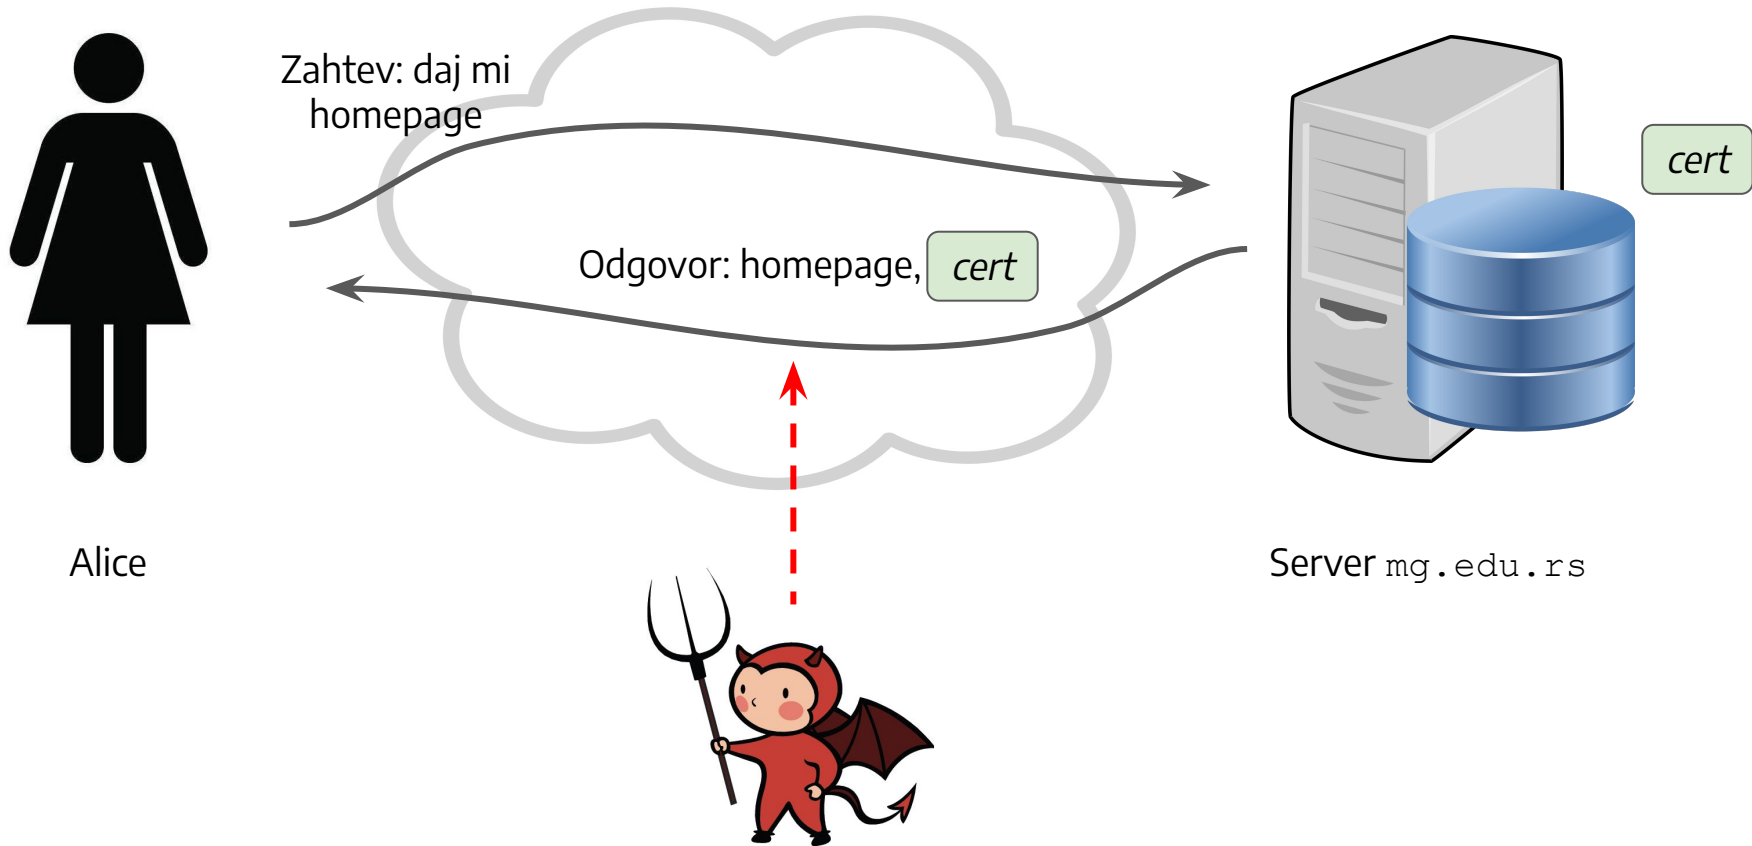 Zahtev: daj mi
homepage
cert
Odgovor: homepage, cert
Alice
Server mg.edu.rs